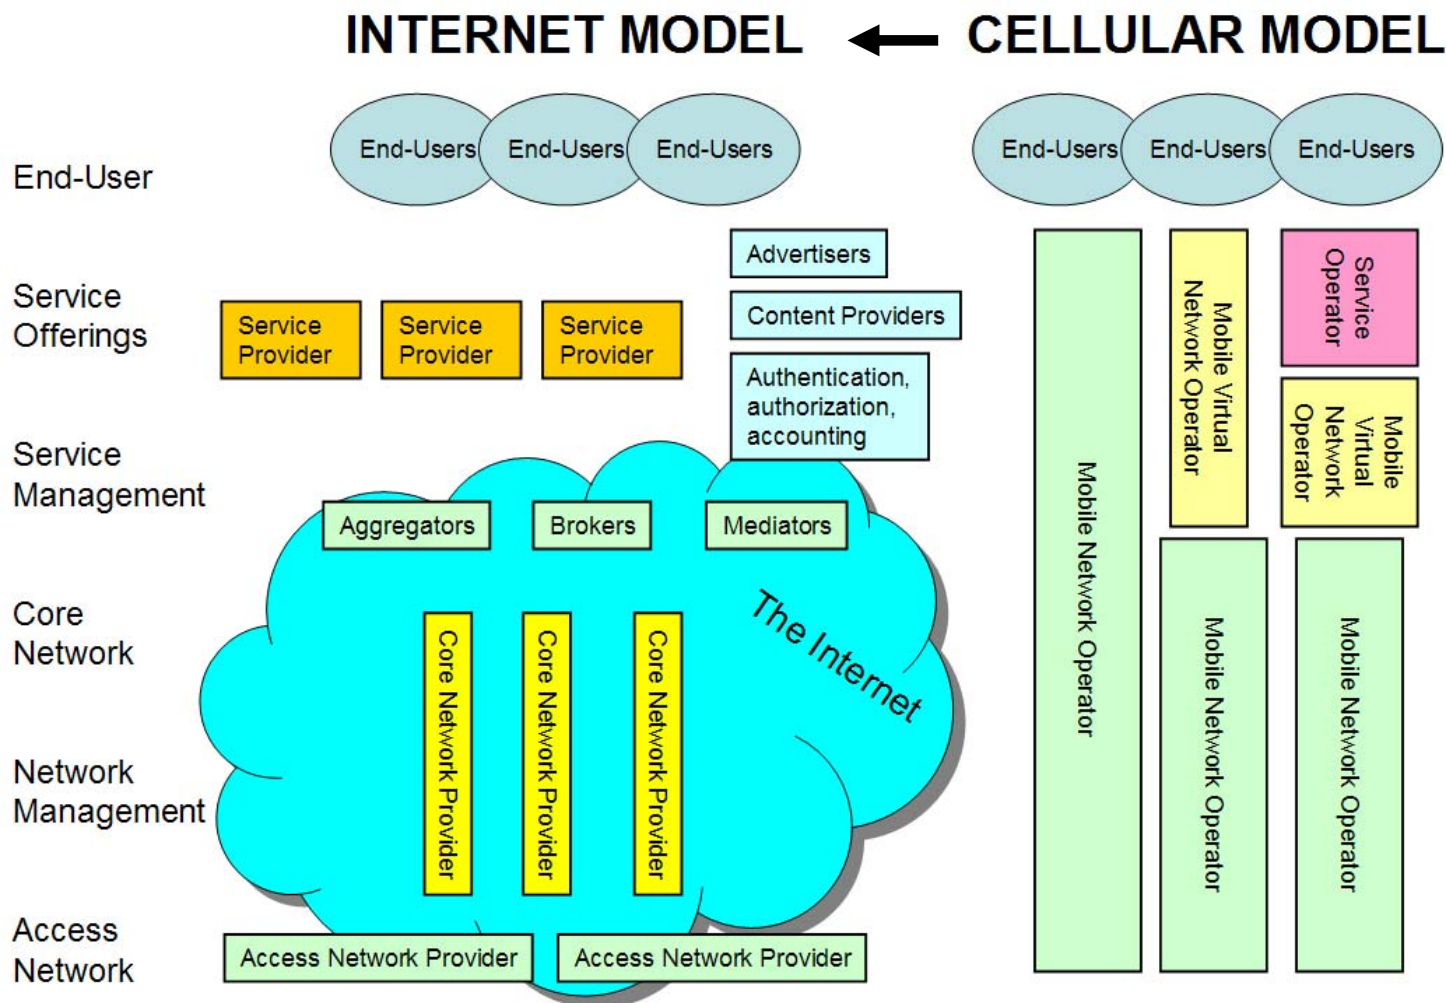 INTERNET MODEL
CELLULAR MODEL
End-Users
End-Users
End-Users
End-Users
End-Users
End-Users
End-User
Service
Offerings
Service
Provider
Service
Provider
Service
Provider
Advertisers
Content Providers
Authentication,
authorization,
accounting
Service
Management
Aggregators
Brokers
Mediators
The Internet
Core
Network
Core Network Provider
Core Network Provider
Core Network Provider
Network
Management
Access
Network
Access Network Provider
Access Network Provider
Mobile Network Operator
Mobile Virtual
Network Operator
Mobile Network Operator
Service
Operator
Mobile
Virtual
Network
Operator
Mobile Network Operator